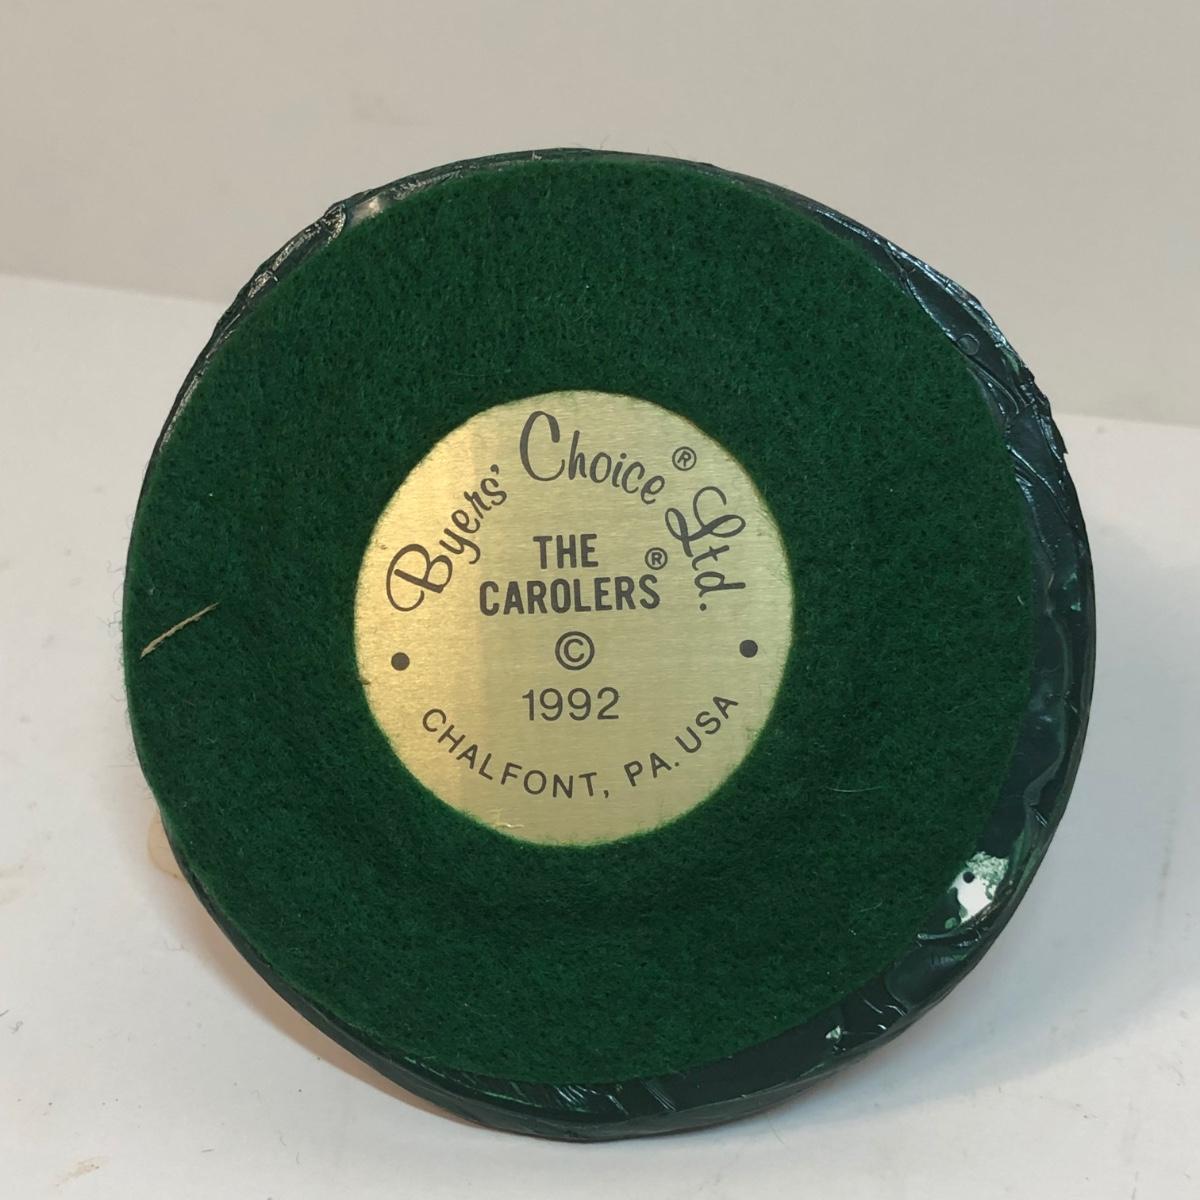 Byers' Choice® Ltd.
THE
CAROLERS®
©
1992
CHALFONT, PA. USA